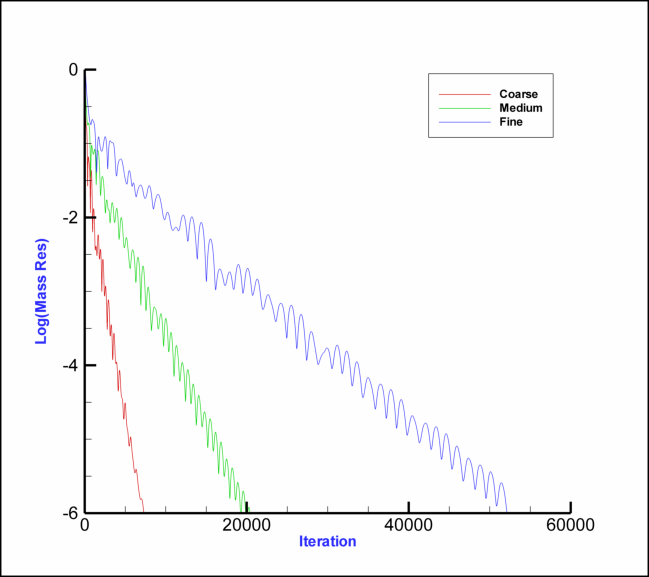 0
Coarse
Medium
Fine
-2
Log(Mass Res)
-4
-6
0
20000
40000
60000
Iteration